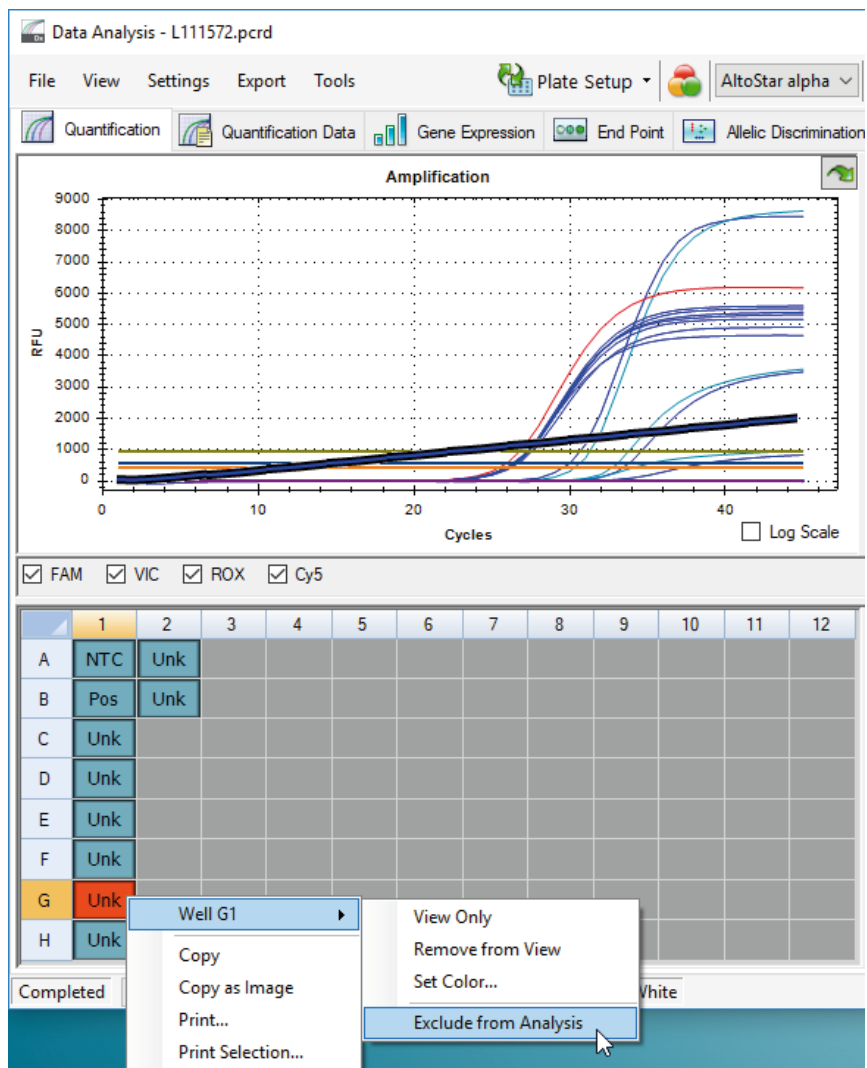 Data Analysis - L111572.pcrd
File View Settings Export Tools Plate Setup AltoStar alpha
Quantification Quantification Data Gene Expression End Point Allelic Discrimination
Amplification
9000
8000
7000
6000
5000
4000
3000
2000
1000
0
RFU
0 10 20 30 40
Cycles
Log Scale
FAM VIC ROX Cy5
1 2 3 4 5 6 7 8 9 10 11 12
A NTC Unk
B Pos Unk
C Unk
D Unk
E Unk
F Unk
G Unk
H Unk
Well G1
Copy
Copy as Image
Print...
Print Selection...
View Only
Remove from View
Set Color...
Exclude from Analysis
Completed